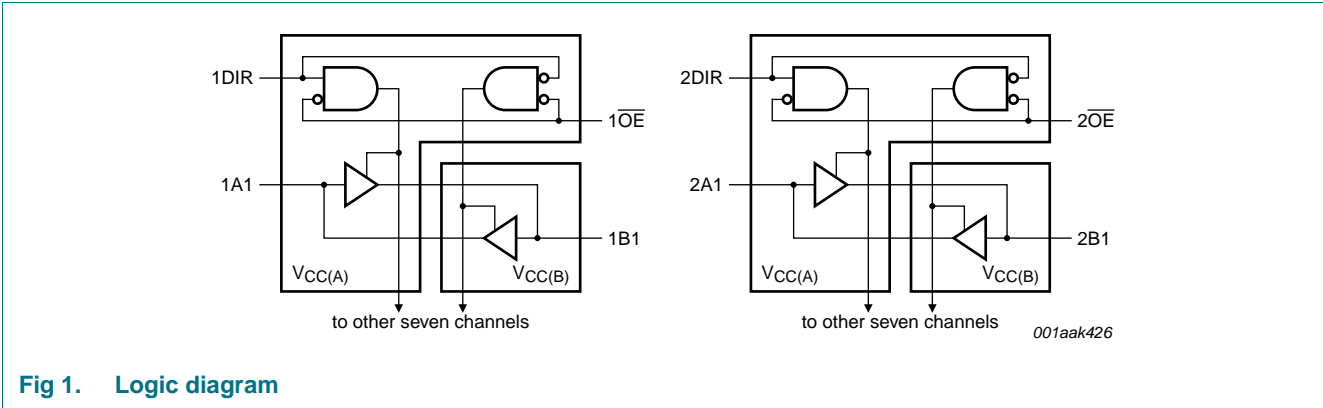 1DIR
1OE
1A1
1B1
VCC(A)
VCC(B)
to other seven channels
2DIR
2OE
2A1
2B1
VCC(A)
VCC(B)
to other seven channels
001aak426
Fig 1. Logic diagram